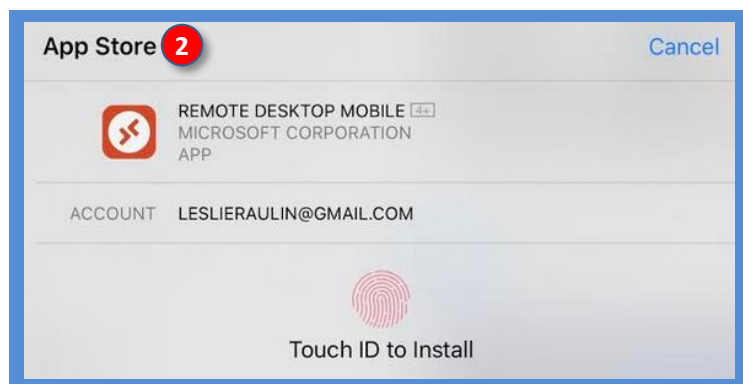 App Store 2 Cancel
REMOTE DESKTOP MOBILE 4+
MICROSOFT CORPORATION
APP
ACCOUNT LESLIERAULIN@GMAIL.COM
Touch ID to Install